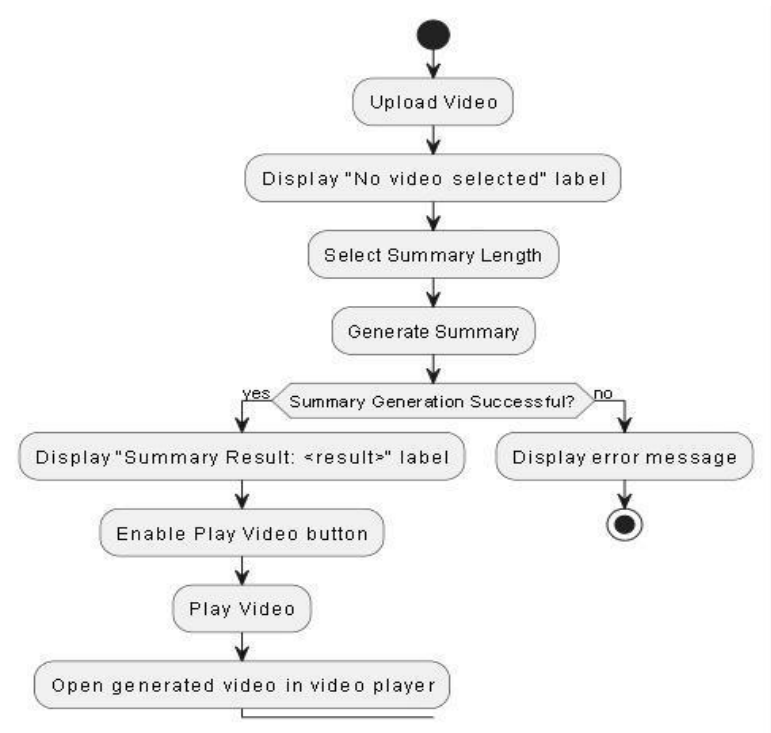 Upload Video
Display "No video selected" label
Select Summary Length
Generate Summary
yes
Summary Generation Successful?
no
Display "Summary Result: <result>" label
Display error message
Enable Play Video button
Play Video
Open generated video in video player